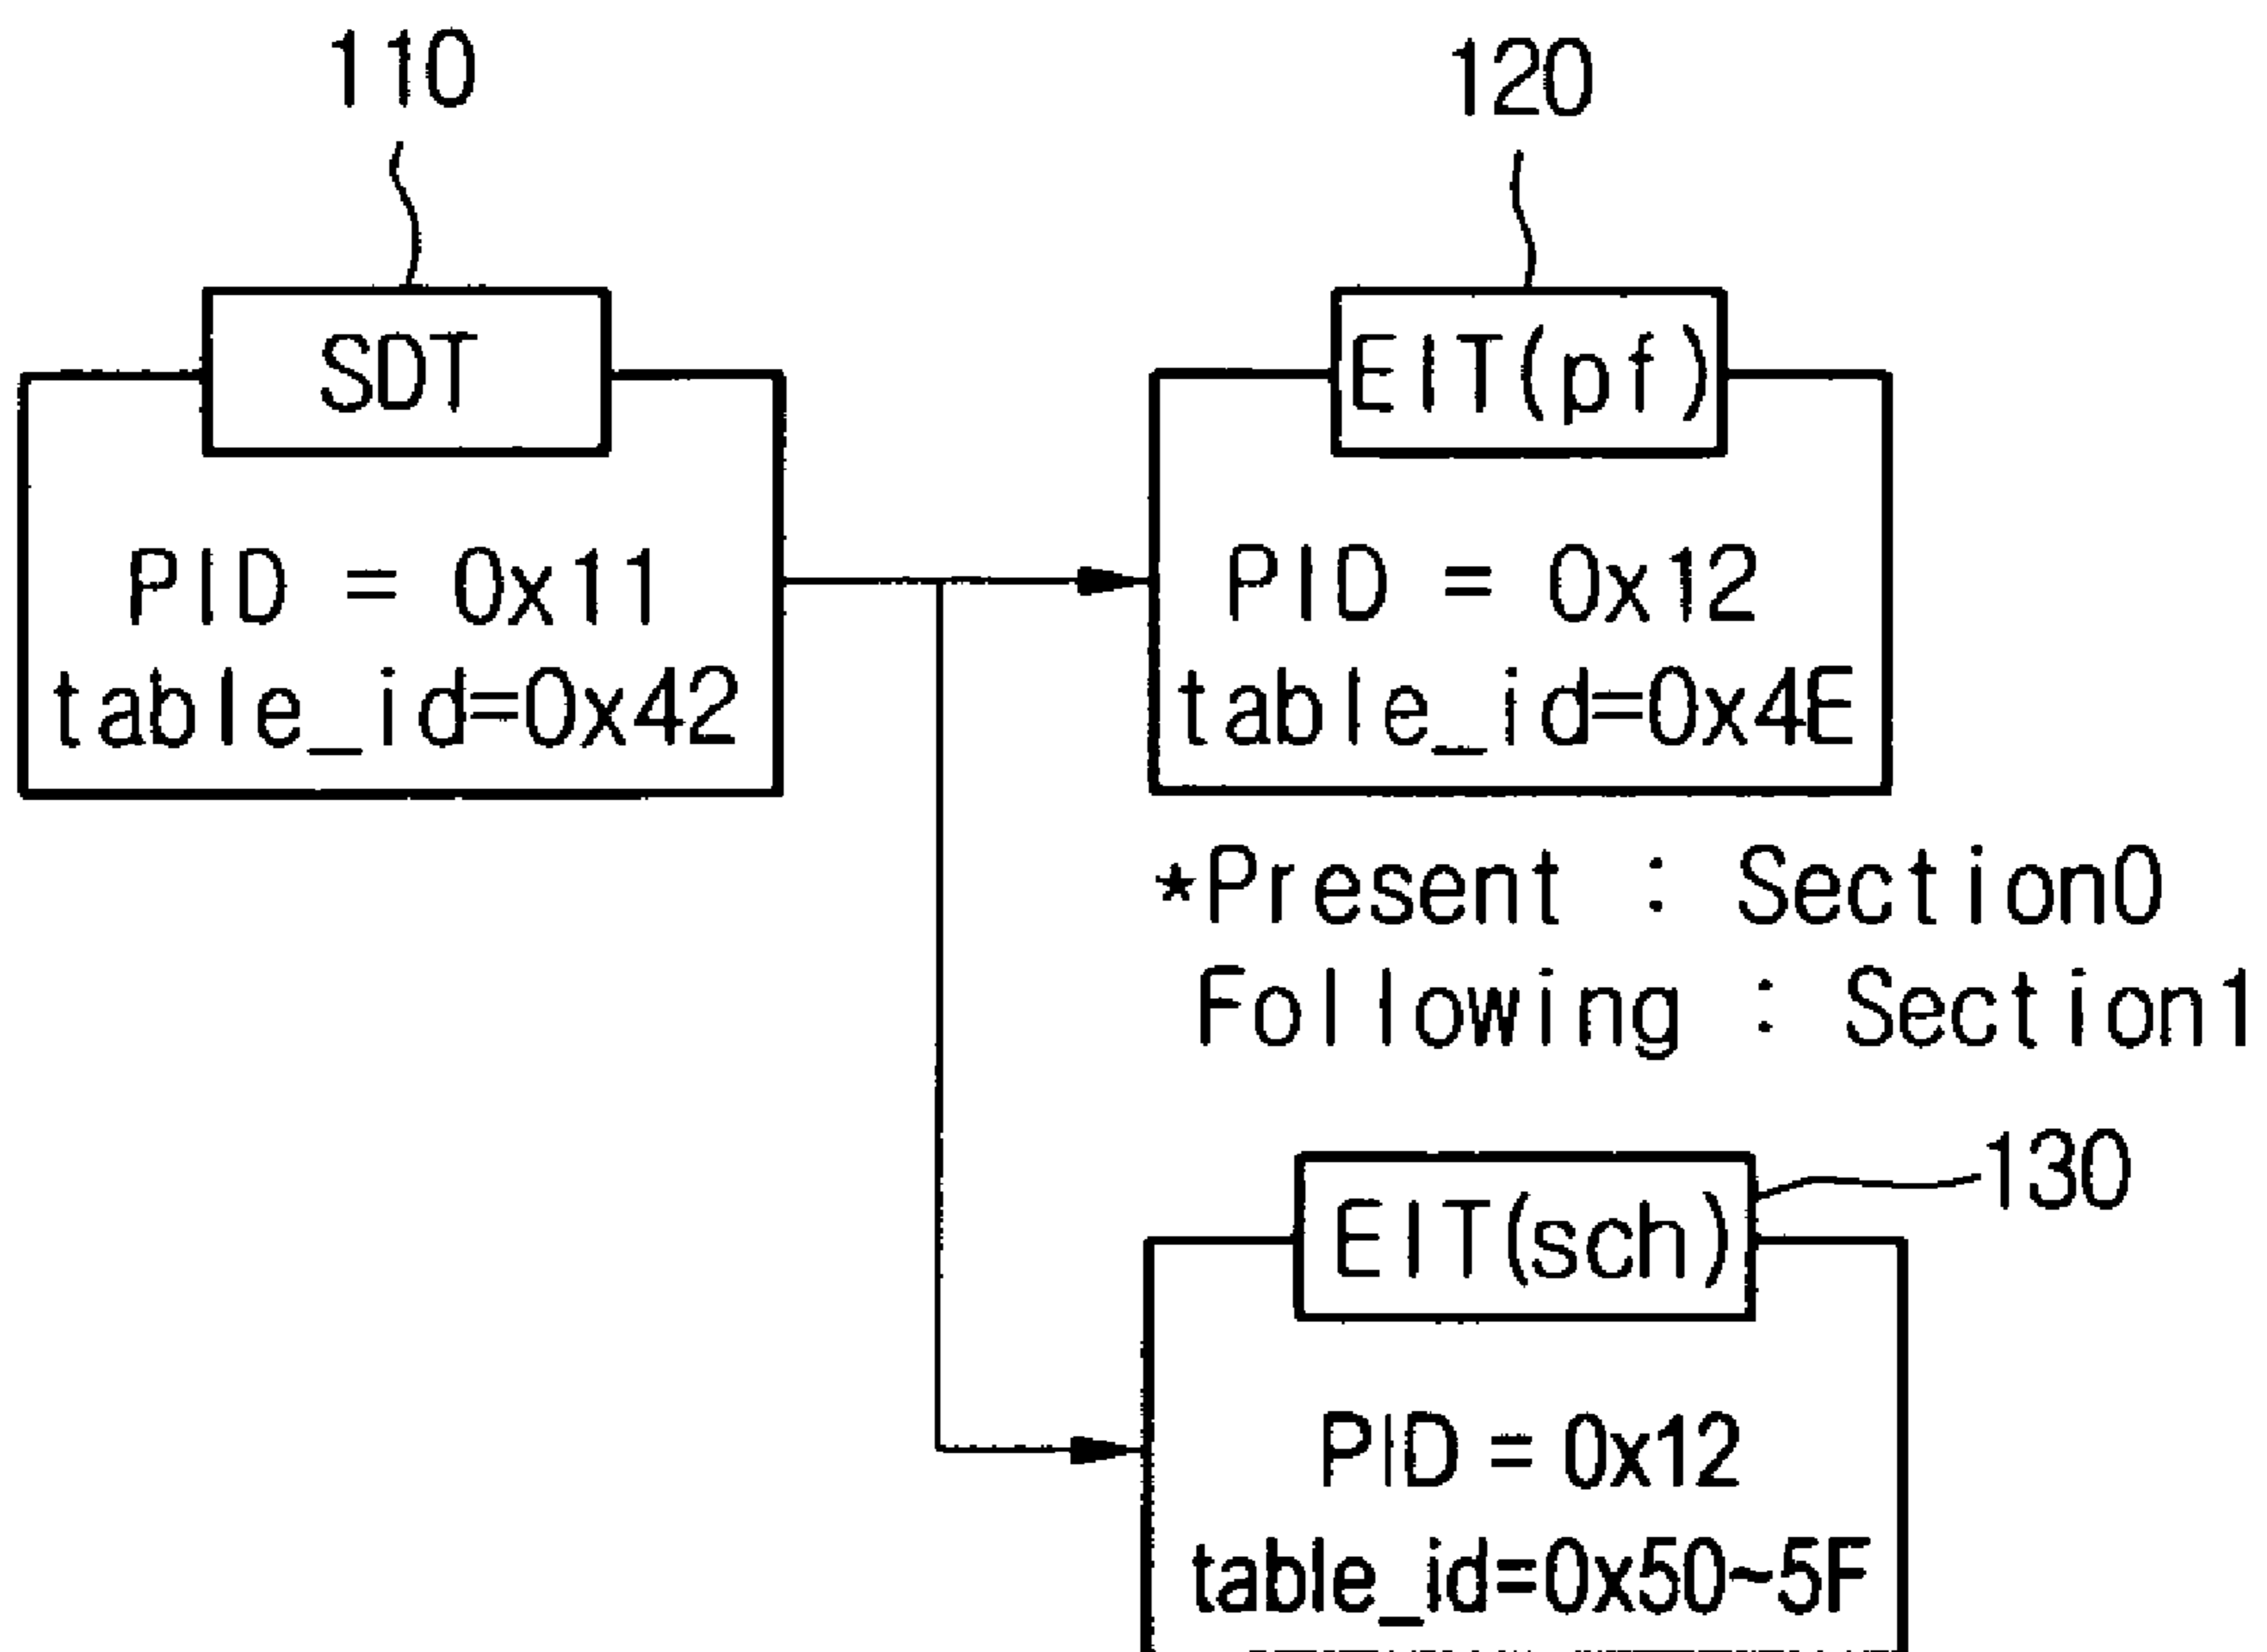 110
SDT
PID = 0x11
table_id=0x42
120
EIT(pf)
PID = 0x12
table_id=0x4E
*Present : Section0
Following : Section1
130
EIT(sch)
PID = 0x12
table_id=0x50~5F